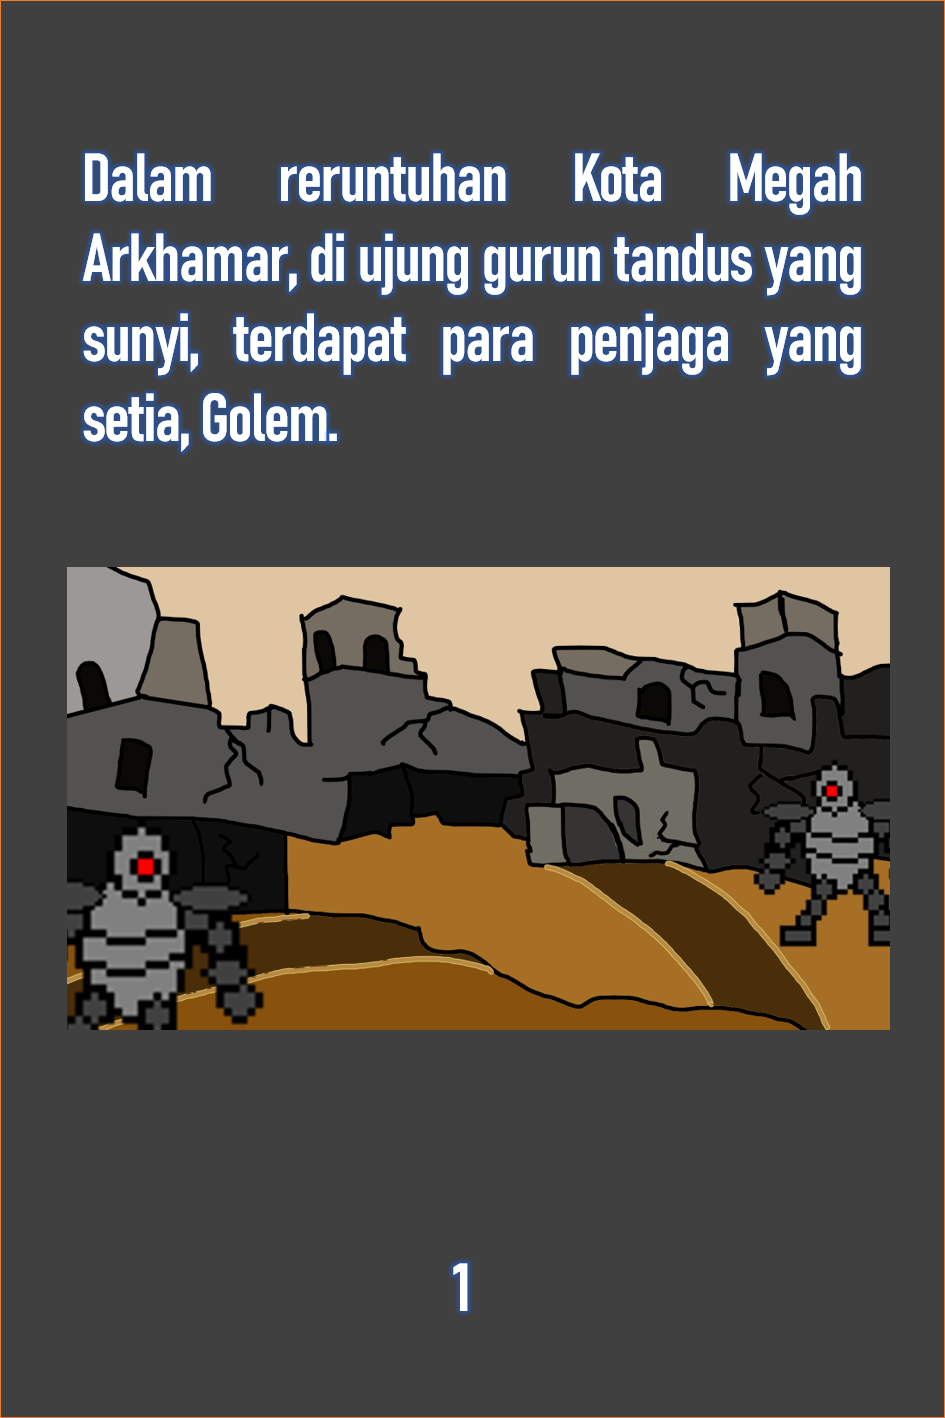 Dalam reruntuhan Kota Megah
Arkhamar, di ujung gurun tandus yang
sunyi, terdapat para penjaga yang
setia, Golem.
1